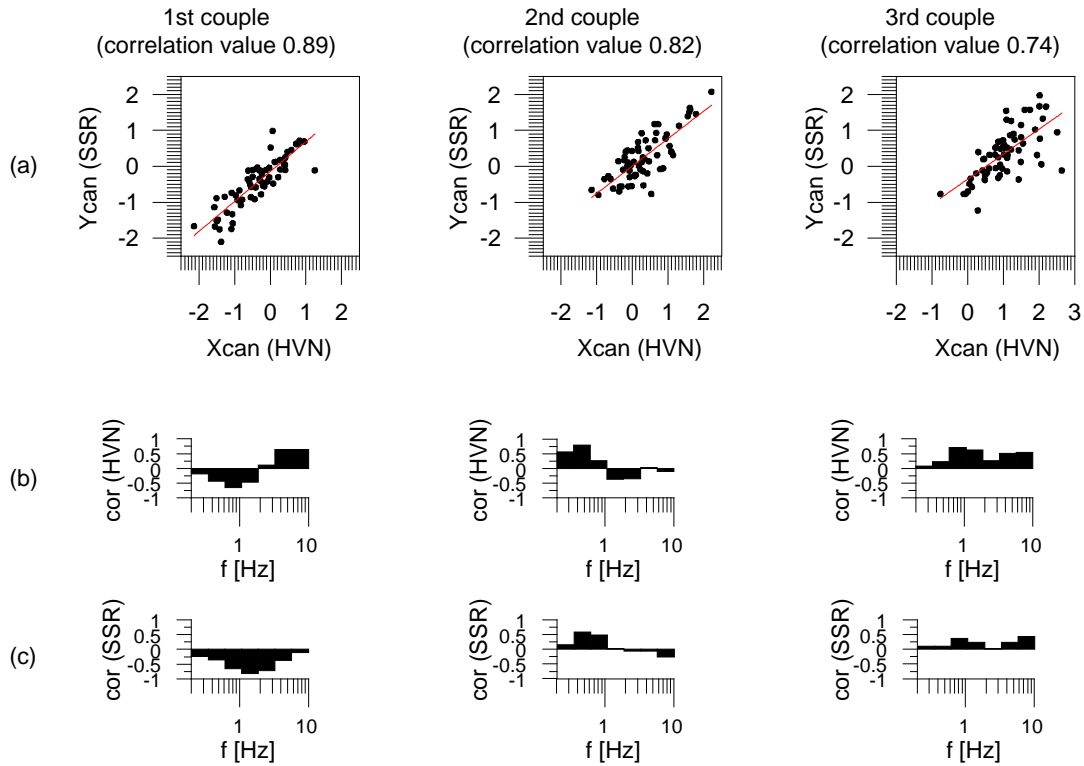 1st couple
(correlation value 0.89)
2nd couple
(correlation value 0.82)
3rd couple
(correlation value 0.74)
(a)
Ycan (SSR)
2
1
0
-1
-2
-2 -1 0 1 2
Xcan (HVN)
Ycan (SSR)
2
1
0
-1
-2
-2 -1 0 1 2
Xcan (HVN)
Ycan (SSR)
2
1
0
-1
-2
-2 -1 0 1 2 3
Xcan (HVN)
(b)
cor (HVN)
1
0.5
0
-0.5
-1
1 10
f [Hz]
cor (HVN)
1
0.5
0
-0.5
-1
1 10
f [Hz]
cor (HVN)
1
0.5
0
-0.5
-1
1 10
f [Hz]
(c)
cor (SSR)
1
0.5
0
-0.5
-1
1 10
f [Hz]
cor (SSR)
1
0.5
0
-0.5
-1
1 10
f [Hz]
cor (SSR)
1
0.5
0
-0.5
-1
1 10
f [Hz]